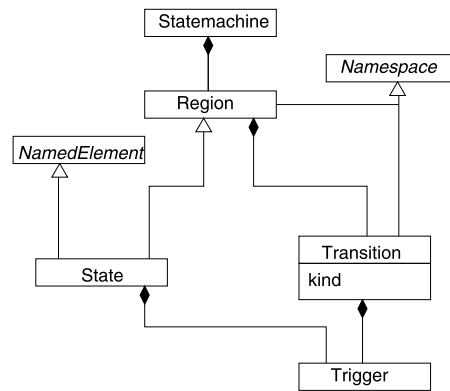 Statemachine
Namespace
Region
NamedElement
Transition
State
kind
Trigger